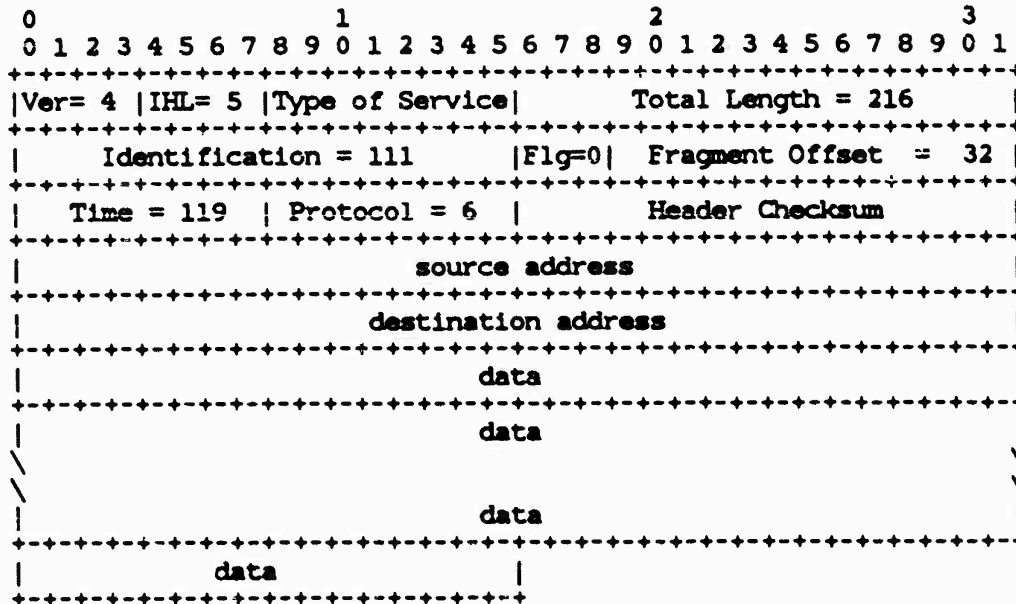 0                   1                   2                   3
0 1 2 3 4 5 6 7 8 9 0 1 2 3 4 5 6 7 8 9 0 1 2 3 4 5 6 7 8 9 0 1
+-+-+-+-+-+-+-+-+-+-+-+-+-+-+-+-+-+-+-+-+-+-+-+-+-+-+-+-+-+-+-+-+
|Ver= 4 |IHL= 5 |Type of Service|       Total Length = 216      |
+-+-+-+-+-+-+-+-+-+-+-+-+-+-+-+-+-+-+-+-+-+-+-+-+-+-+-+-+-+-+-+-+
|     Identification = 111      |Flg=0|  Fragment Offset  =  32 |
+-+-+-+-+-+-+-+-+-+-+-+-+-+-+-+-+-+-+-+-+-+-+-+-+-+-+-+-+-+-+-+-+
|   Time = 119  | Protocol = 6  |        Header Checksum        |
+-+-+-+-+-+-+-+-+-+-+-+-+-+-+-+-+-+-+-+-+-+-+-+-+-+-+-+-+-+-+-+-+
|                         source address                        |
+-+-+-+-+-+-+-+-+-+-+-+-+-+-+-+-+-+-+-+-+-+-+-+-+-+-+-+-+-+-+-+-+
|                      destination address                      |
+-+-+-+-+-+-+-+-+-+-+-+-+-+-+-+-+-+-+-+-+-+-+-+-+-+-+-+-+-+-+-+-+
|                             data                              |
+-+-+-+-+-+-+-+-+-+-+-+-+-+-+-+-+-+-+-+-+-+-+-+-+-+-+-+-+-+-+-+-+
|                             data                              |
\                                                               \
\                                                               \
|                             data                              |
+-+-+-+-+-+-+-+-+-+-+-+-+-+-+-+-+-+-+-+-+-+-+-+-+-+-+-+-+-+-+-+-+
|            data               |
+-+-+-+-+-+-+-+-+-+-+-+-+-+-+-+-+